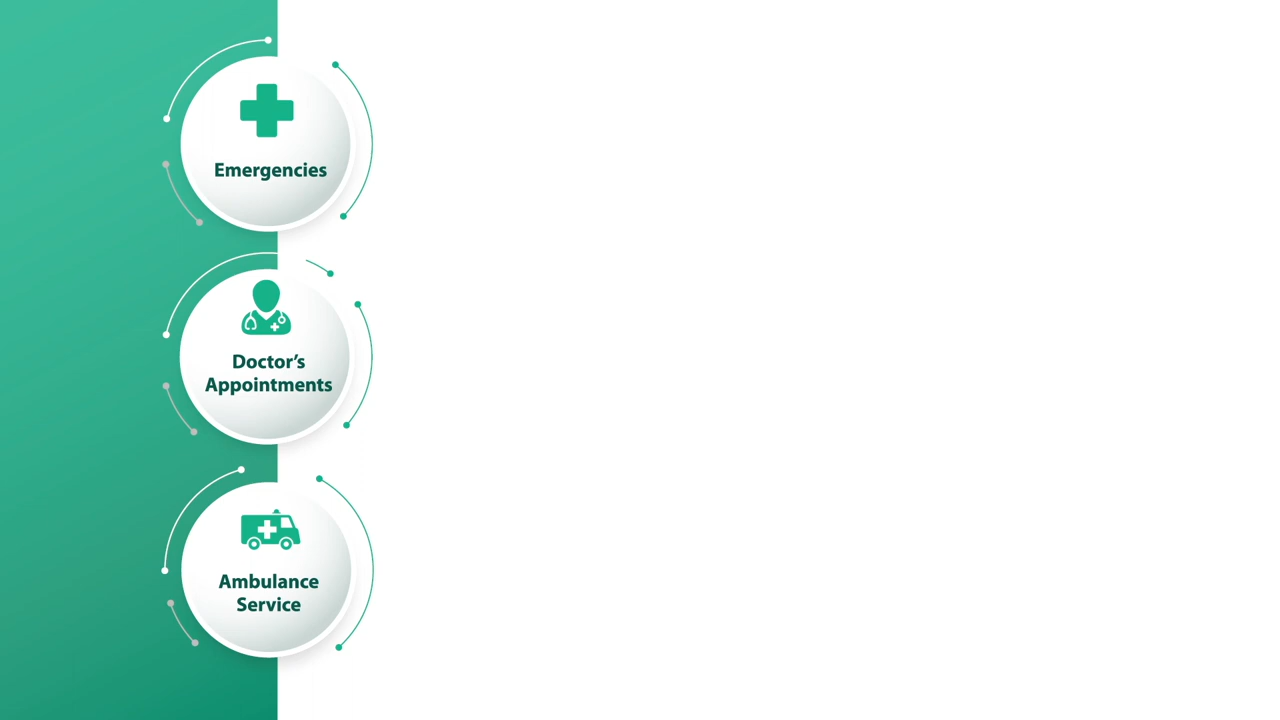 Emergencies
Doctor’s
Appointments
Ambulance
Service